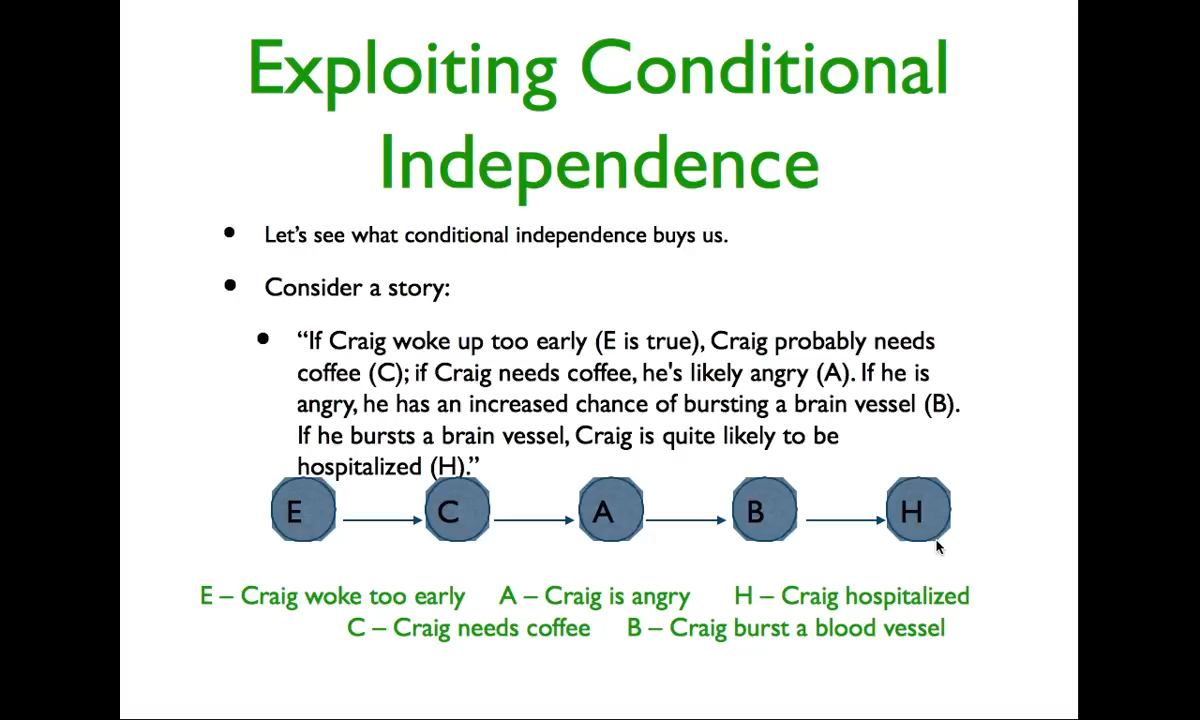 Exploiting Conditional
Independence
• Let's see what conditional independence buys us.
• Consider a story:
• “If Craig woke up too early (E is true), Craig probably needs
coffee (C); if Craig needs coffee, he's likely angry (A). If he is
angry, he has an increased chance of bursting a brain vessel (B).
If he bursts a brain vessel, Craig is quite likely to be
hospitalized (H).”
E C A B H
E – Craig woke too early A – Craig is angry H – Craig hospitalized
C – Craig needs coffee B – Craig burst a blood vessel